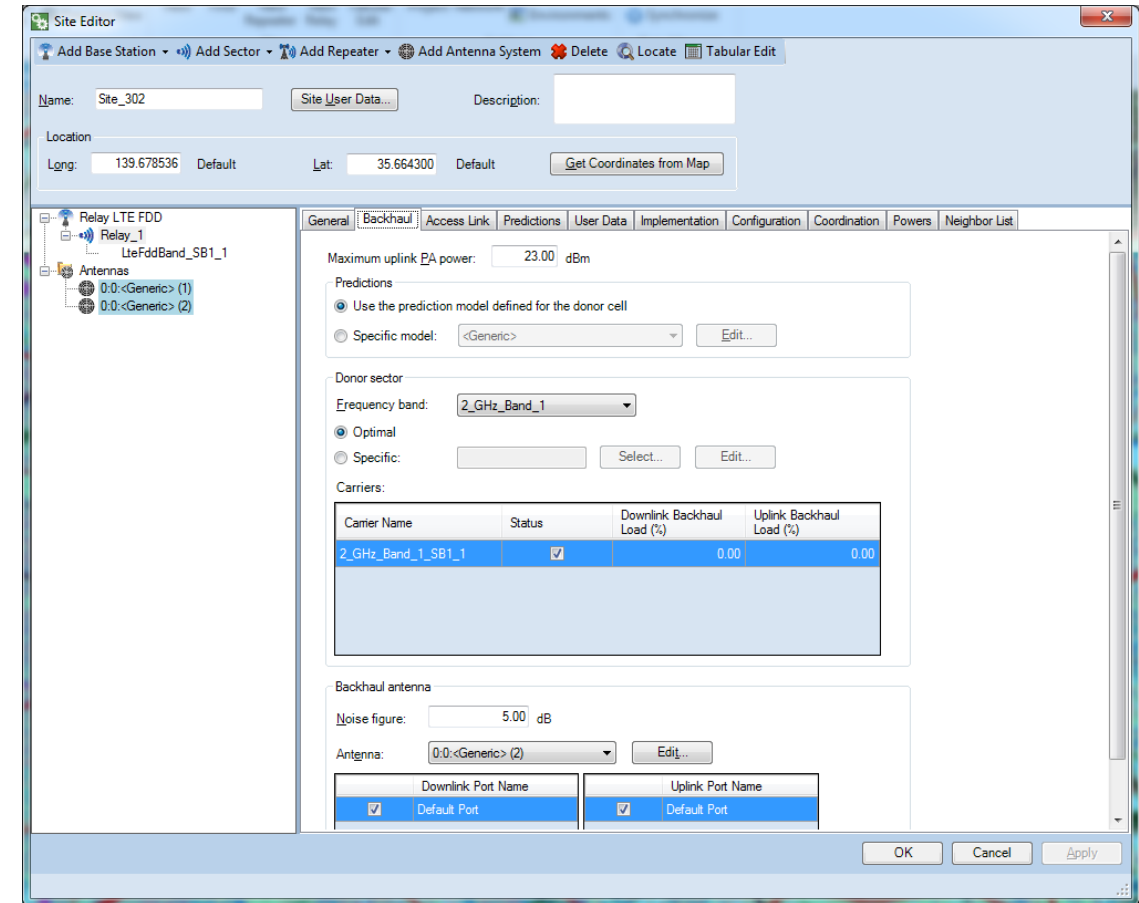 Site Editor
Add Base Station Add Sector Add Repeater Add Antenna System Delete Locate Tabular Edit
Name: Site_302 Site User Data... Description:
Location
Long: 139.678536 Default Lat: 35.664300 Default Get Coordinates from Map
Relay LTE FDD
Relay_1
LteFddBand_SB1_1
Antennas
0:0:<Generic> (1)
0:0:<Generic> (2)
General Backhaul Access Link Predictions User Data Implementation Configuration Coordination Powers Neighbor List
Maximum uplink PA power: 23.00 dBm
Predictions
Use the prediction model defined for the donor cell
Specific model: <Generic> Edit...
Donor sector
Frequency band: 2_GHz_Band_1
Optimal
Specific: Select... Edit...
Carriers:
Carrier Name Status Downlink Backhaul Load (%) Uplink Backhaul Load (%)
2_GHz_Band_1_SB1_1 0.00 0.00
Backhaul antenna
Noise figure: 5.00 dB
Antenna: 0:0:<Generic> (2) Edit...
Downlink Port Name Uplink Port Name
Default Port Default Port
OK Cancel Apply